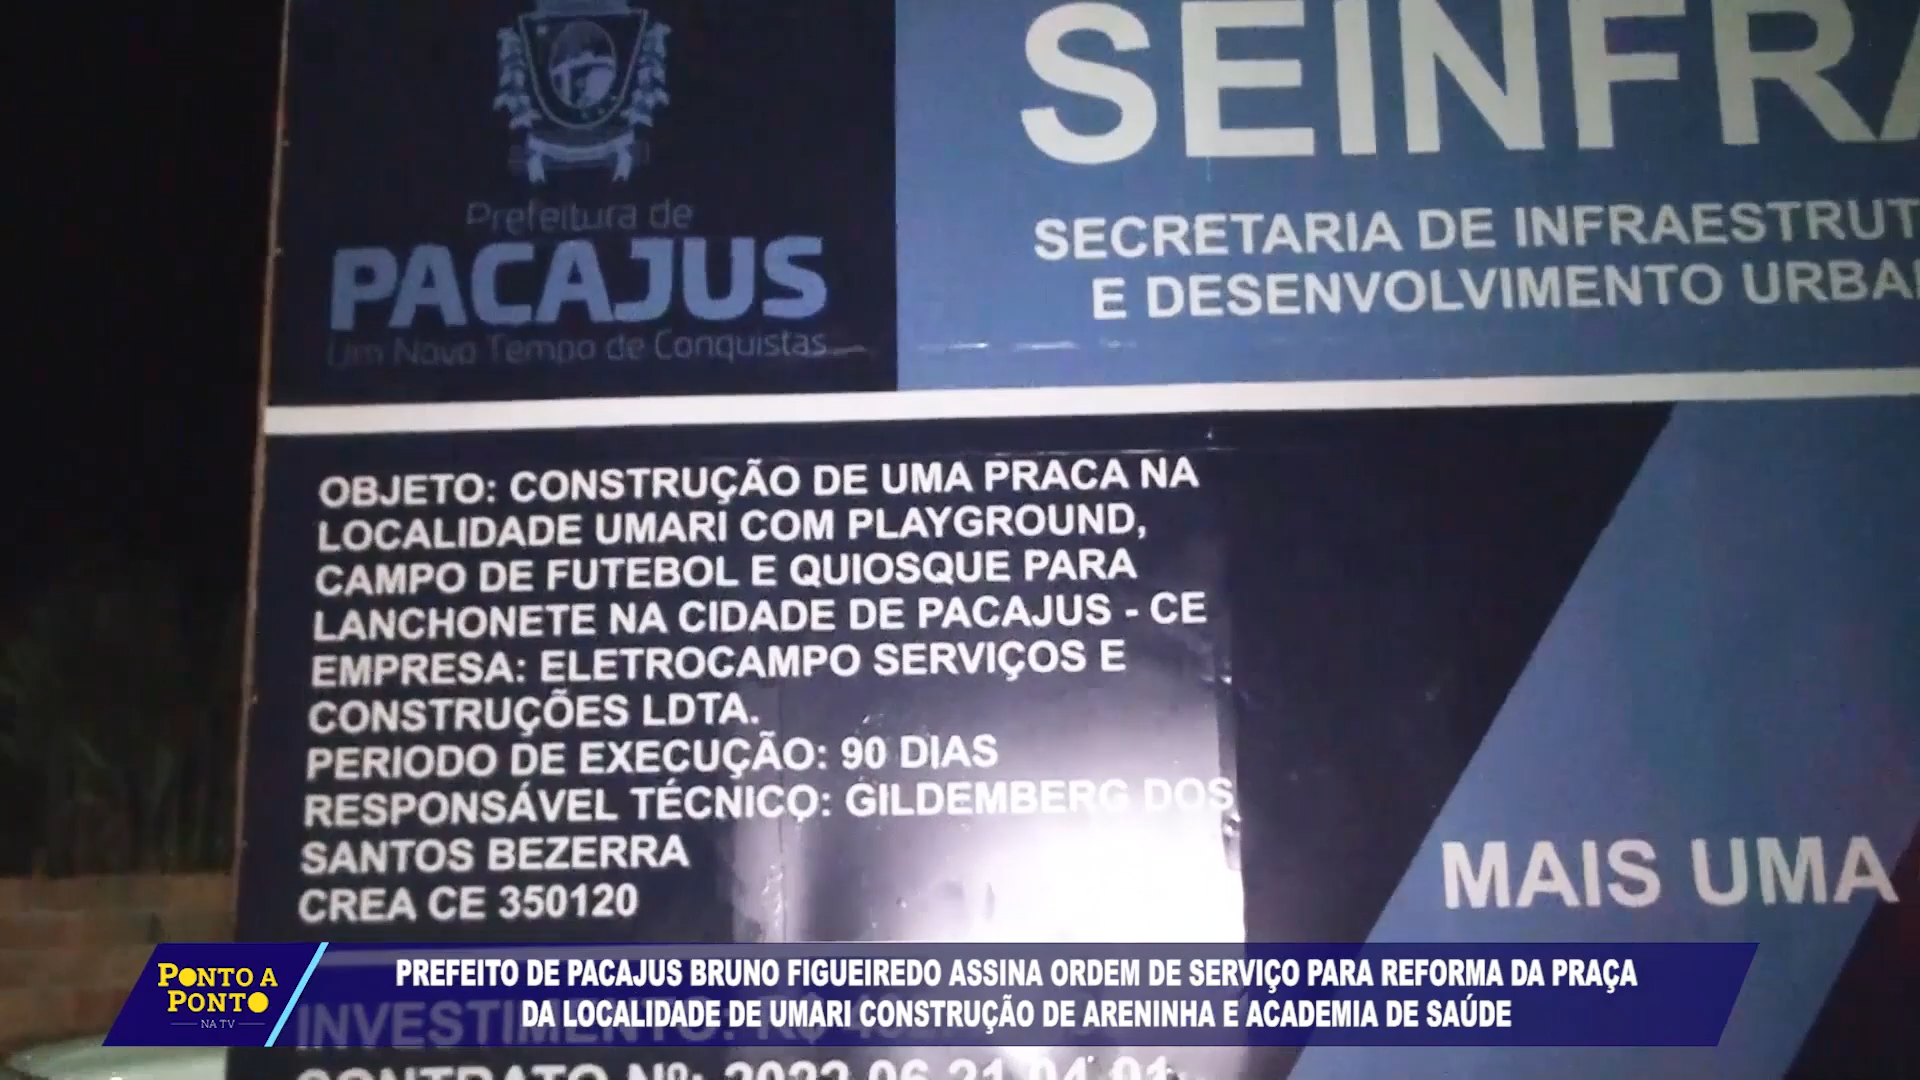 SEINFRA
Prefeitura de
PACAJUS
Um Novo Tempo de Conquistas
SECRETARIA DE INFRAESTRUT
E DESENVOLVIMENTO URBA
OBJETO: CONSTRUÇÃO DE UMA PRACA NA
LOCALIDADE UMARI COM PLAYGROUND,
CAMPO DE FUTEBOL E QUIOSQUE PARA
LANCHONETE NA CIDADE DE PACAJUS - CE
EMPRESA: ELETROCAMPO SERVIÇOS E
CONSTRUÇÕES LDTA.
PERIODO DE EXECUÇÃO: 90 DIAS
RESPONSÁVEL TÉCNICO: GILDEMBERG DOS
SANTOS BEZERRA
CREA CE 350120
MAIS UMA
PONTO A
PONTO
NA TV
PREFEITO DE PACAJUS BRUNO FIGUEIREDO ASSINA ORDEM DE SERVIÇO PARA REFORMA DA PRAÇA
DA LOCALIDADE DE UMARI CONSTRUÇÃO DE ARENINHA E ACADEMIA DE SAÚDE
CONTRATO Nº: 2022.06.21.04.01